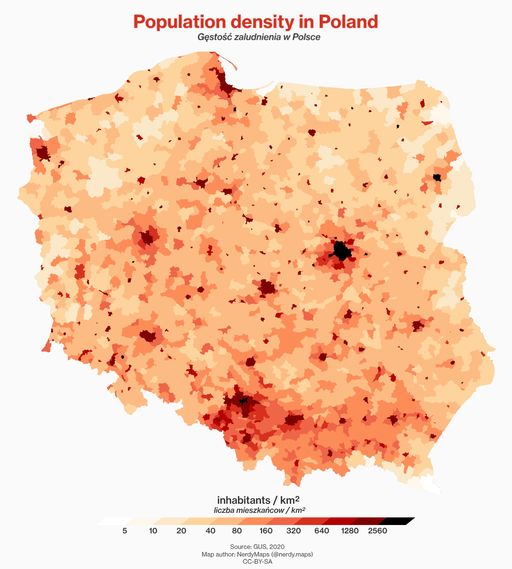 Population density in Poland
Gęstość zaludnienia w Polsce
inhabitants / km²
liczba mieszkańcow / km²
5 10 20 40 80 160 320 640 1280 2560
Source: GUS, 2020
Map author: NerdyMaps (@nerdy.maps)
CC-BY-SA